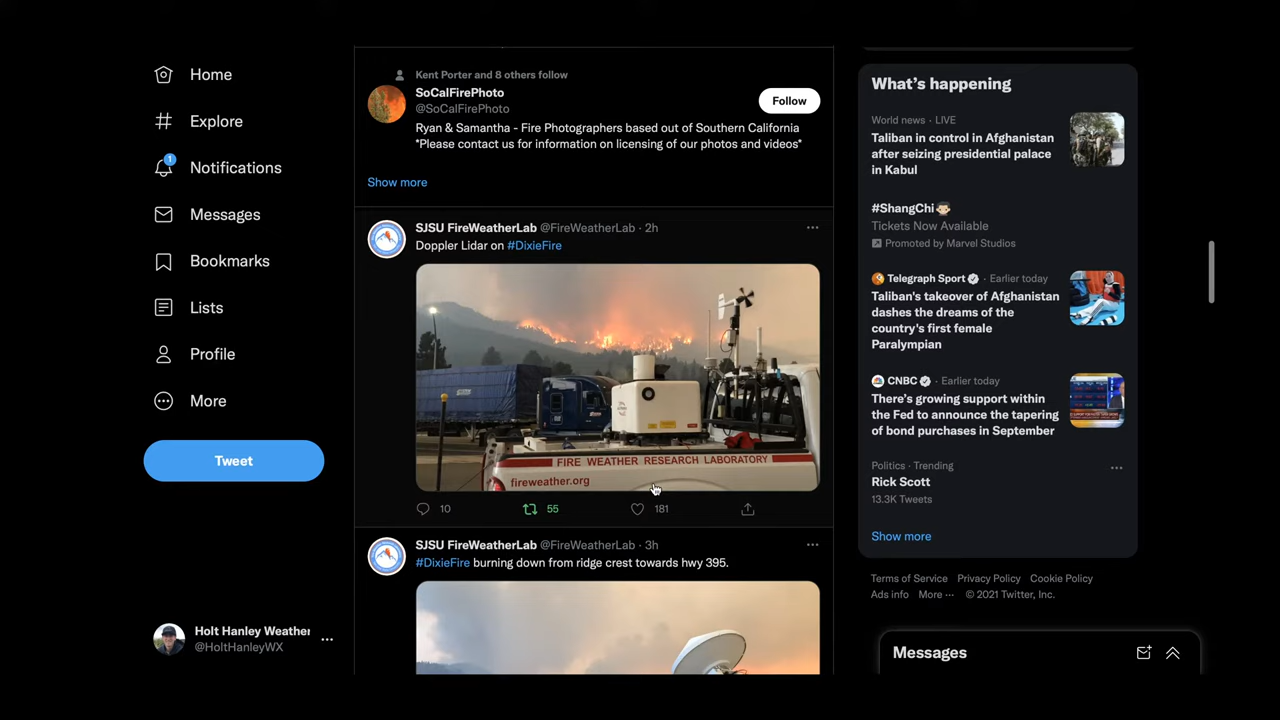 Home
Explore
1
Notifications
Messages
Bookmarks
Lists
Profile
More
Tweet
Holt Hanley Weather
@HoltHanleyWX
Kent Porter and 8 others follow
SoCalFirePhoto
@SoCalFirePhoto
Follow
Ryan & Samantha - Fire Photographers based out of Southern California
*Please contact us for information on licensing of our photos and videos*
Show more
SJSU FireWeatherLab @FireWeatherLab · 2h
Doppler Lidar on #DixieFire
FIRE WEATHER RESEARCH LABORATORY
fireweather.org
10
55
181
SJSU FireWeatherLab @FireWeatherLab · 3h
#DixieFire burning down from ridge crest towards hwy 395.
What's happening
World news · LIVE
Taliban in control in Afghanistan
after seizing presidential palace
in Kabul
#ShangChi
Tickets Now Available
Promoted by Marvel Studios
Telegraph Sport · Earlier today
Taliban's takeover of Afghanistan
dashes the dreams of the
country's first female
Paralympian
CNBC · Earlier today
There's growing support within
the Fed to announce the tapering
of bond purchases in September
Politics · Trending
Rick Scott
13.3K Tweets
Show more
Terms of Service Privacy Policy Cookie Policy
Ads info More ··· © 2021 Twitter, Inc.
Messages